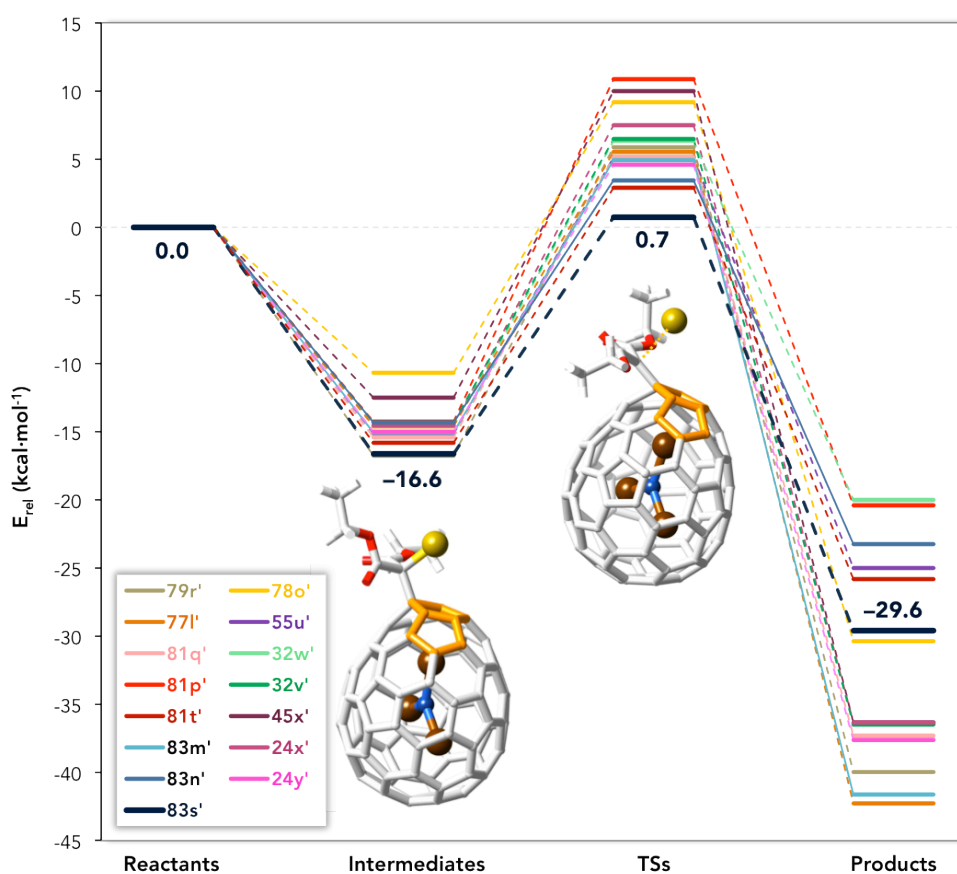 15
10
5
0
-5
-10
-15
-20
-25
-30
-35
-40
-45
E_rel (kcal·mol⁻¹)
0.0
−16.6
0.7
−29.6
79r' 78o'
77l' 55u'
81q' 32w'
81p' 32v'
81t' 45x'
83m' 24x'
83n' 24y'
83s'
Reactants Intermediates TSs Products